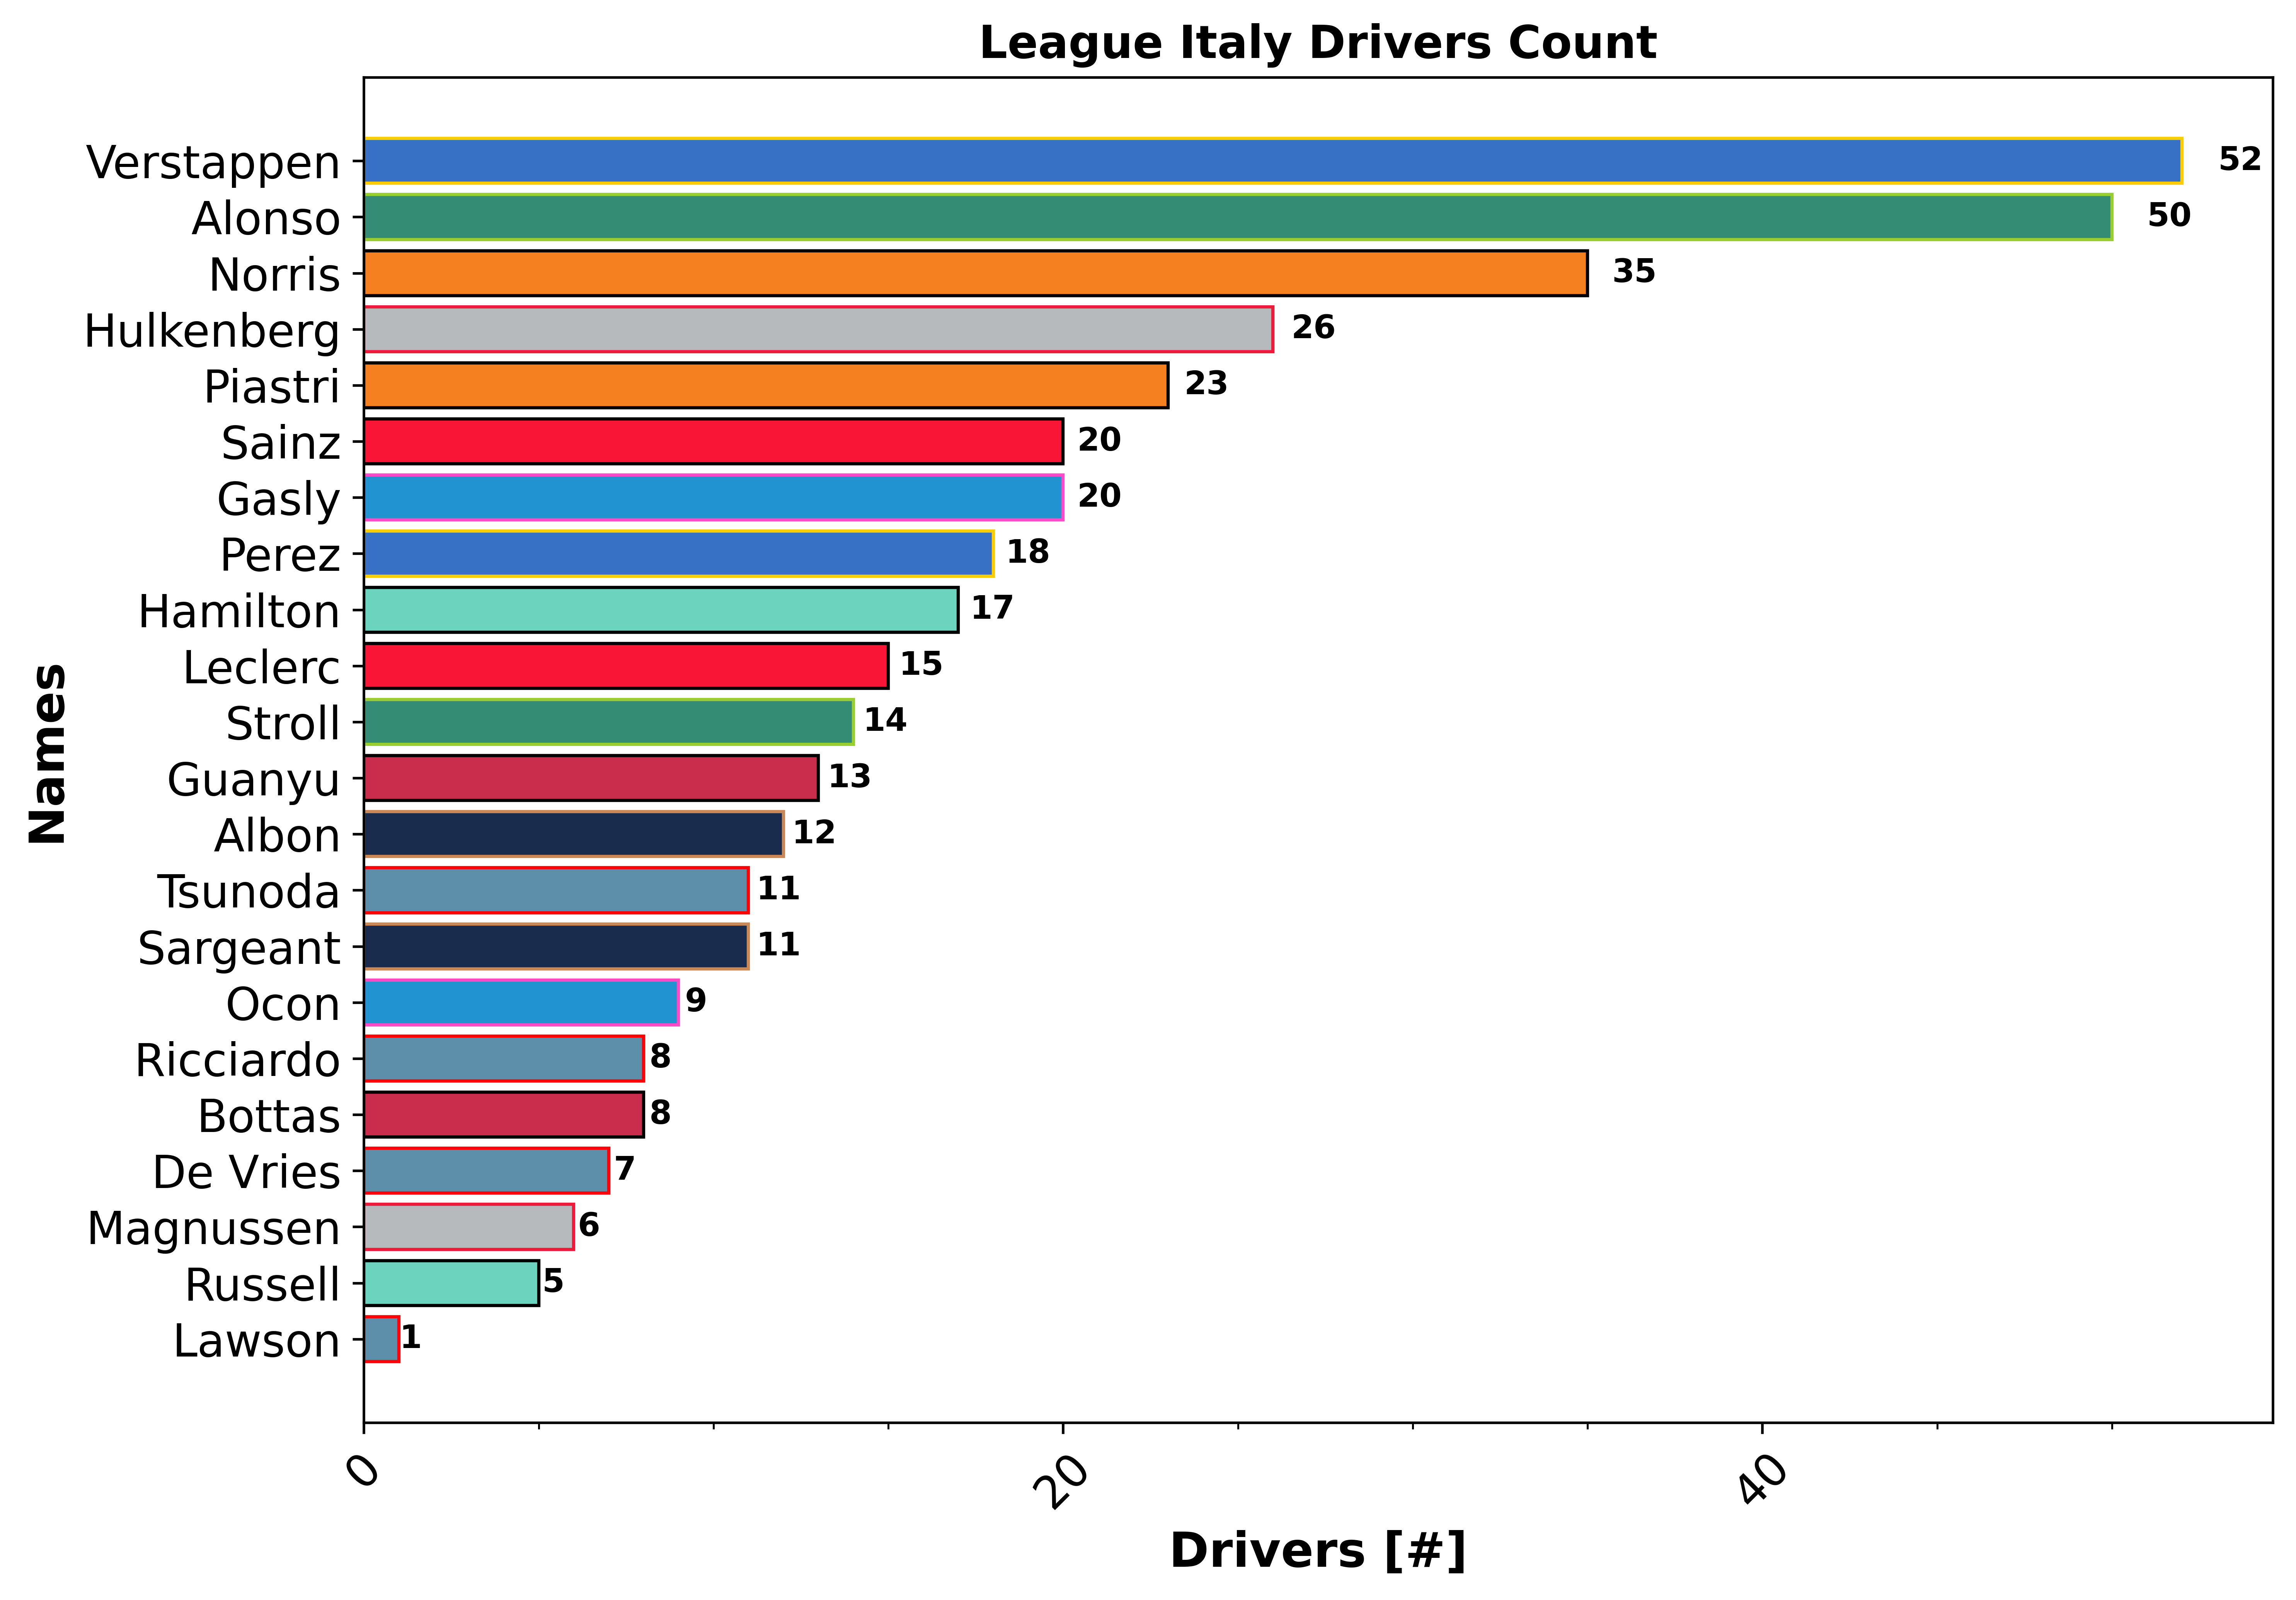 League Italy Drivers Count
Verstappen 52
Alonso 50
Norris 35
Hulkenberg 26
Piastri 23
Sainz 20
Gasly 20
Perez 18
Hamilton 17
Leclerc 15
Stroll 14
Guanyu 13
Albon 12
Tsunoda 11
Sargeant 11
Ocon 9
Ricciardo 8
Bottas 8
De Vries 7
Magnussen 6
Russell 5
Lawson 1
Names
0 20 40
Drivers [#]